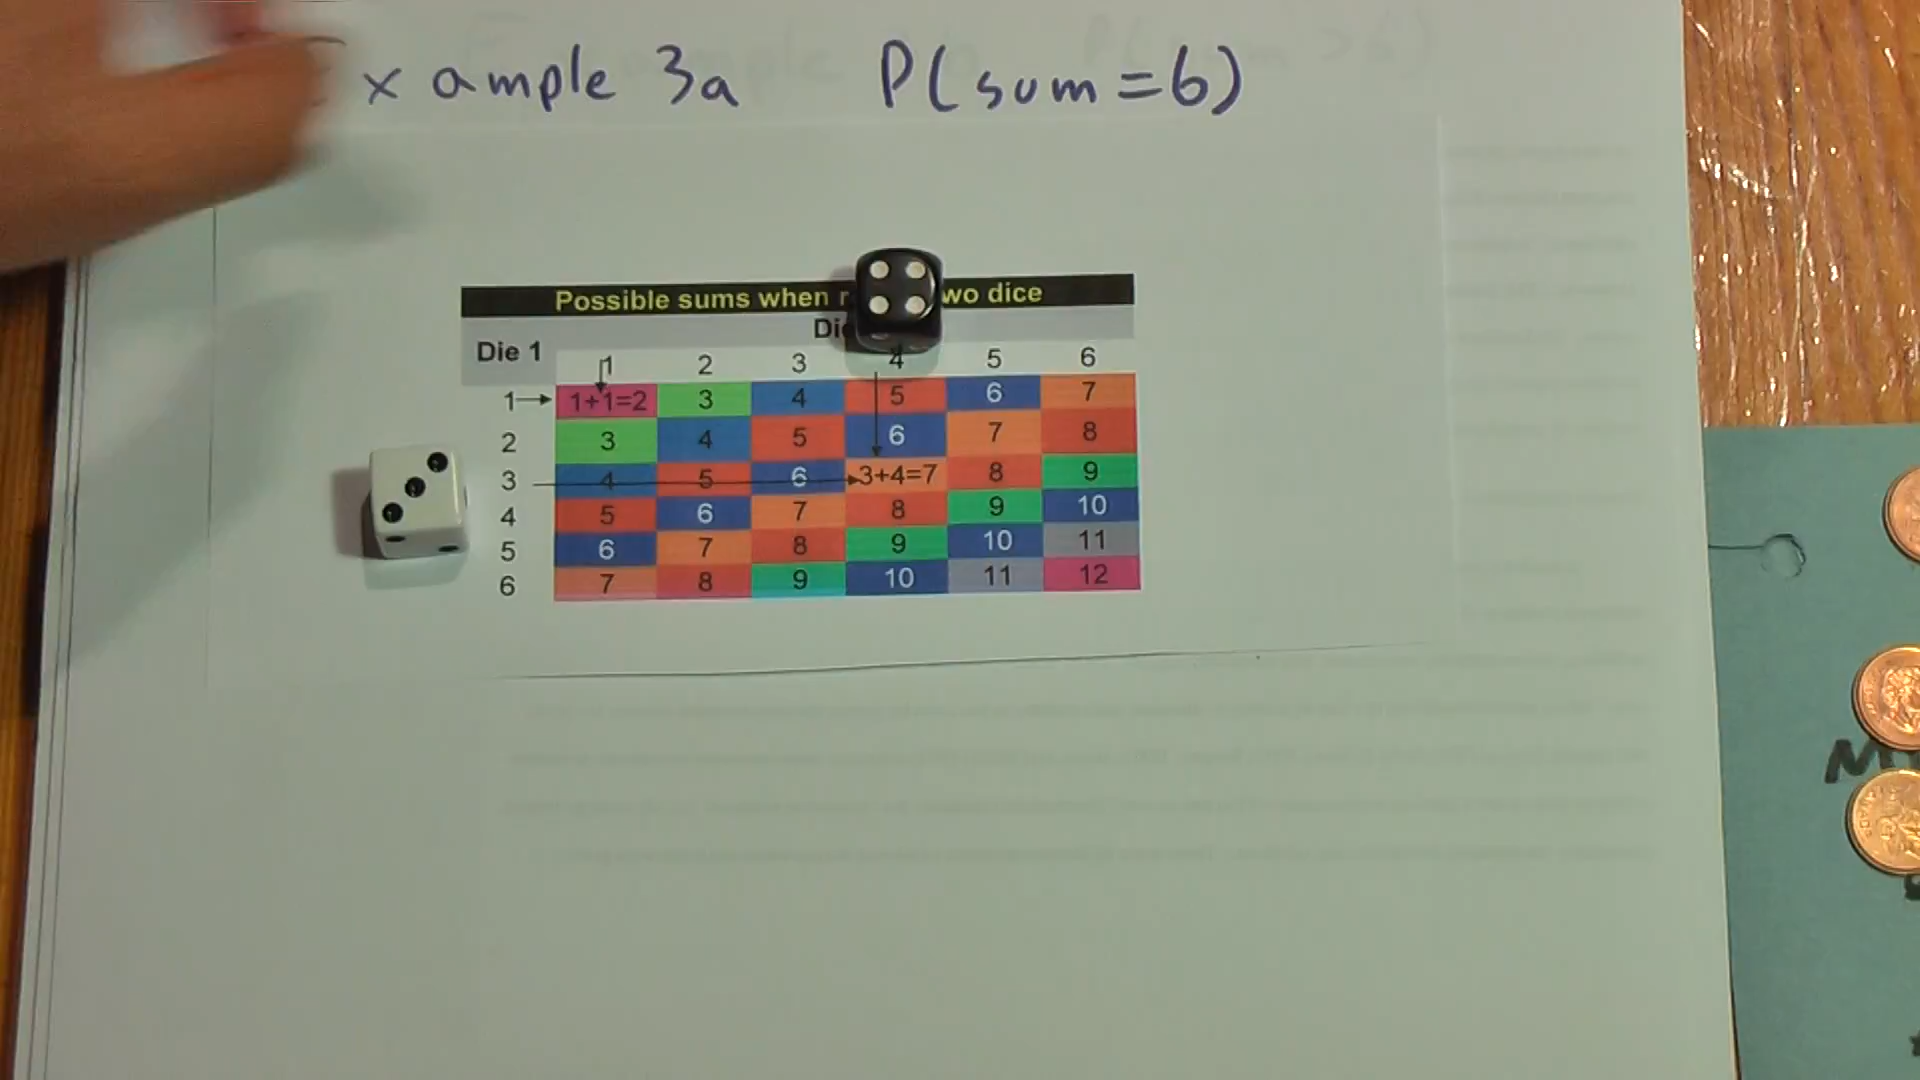 x ample 3a P(sum=6)
Possible sums when r wo dice
Die
Die 1
1 2 3 4 5 6
1 1+1=2 3 4 5 6 7
2 3 4 5 6 7 8
3 4 5 6 3+4=7 8 9
4 5 6 7 8 9 10
5 6 7 8 9 10 11
6 7 8 9 10 11 12